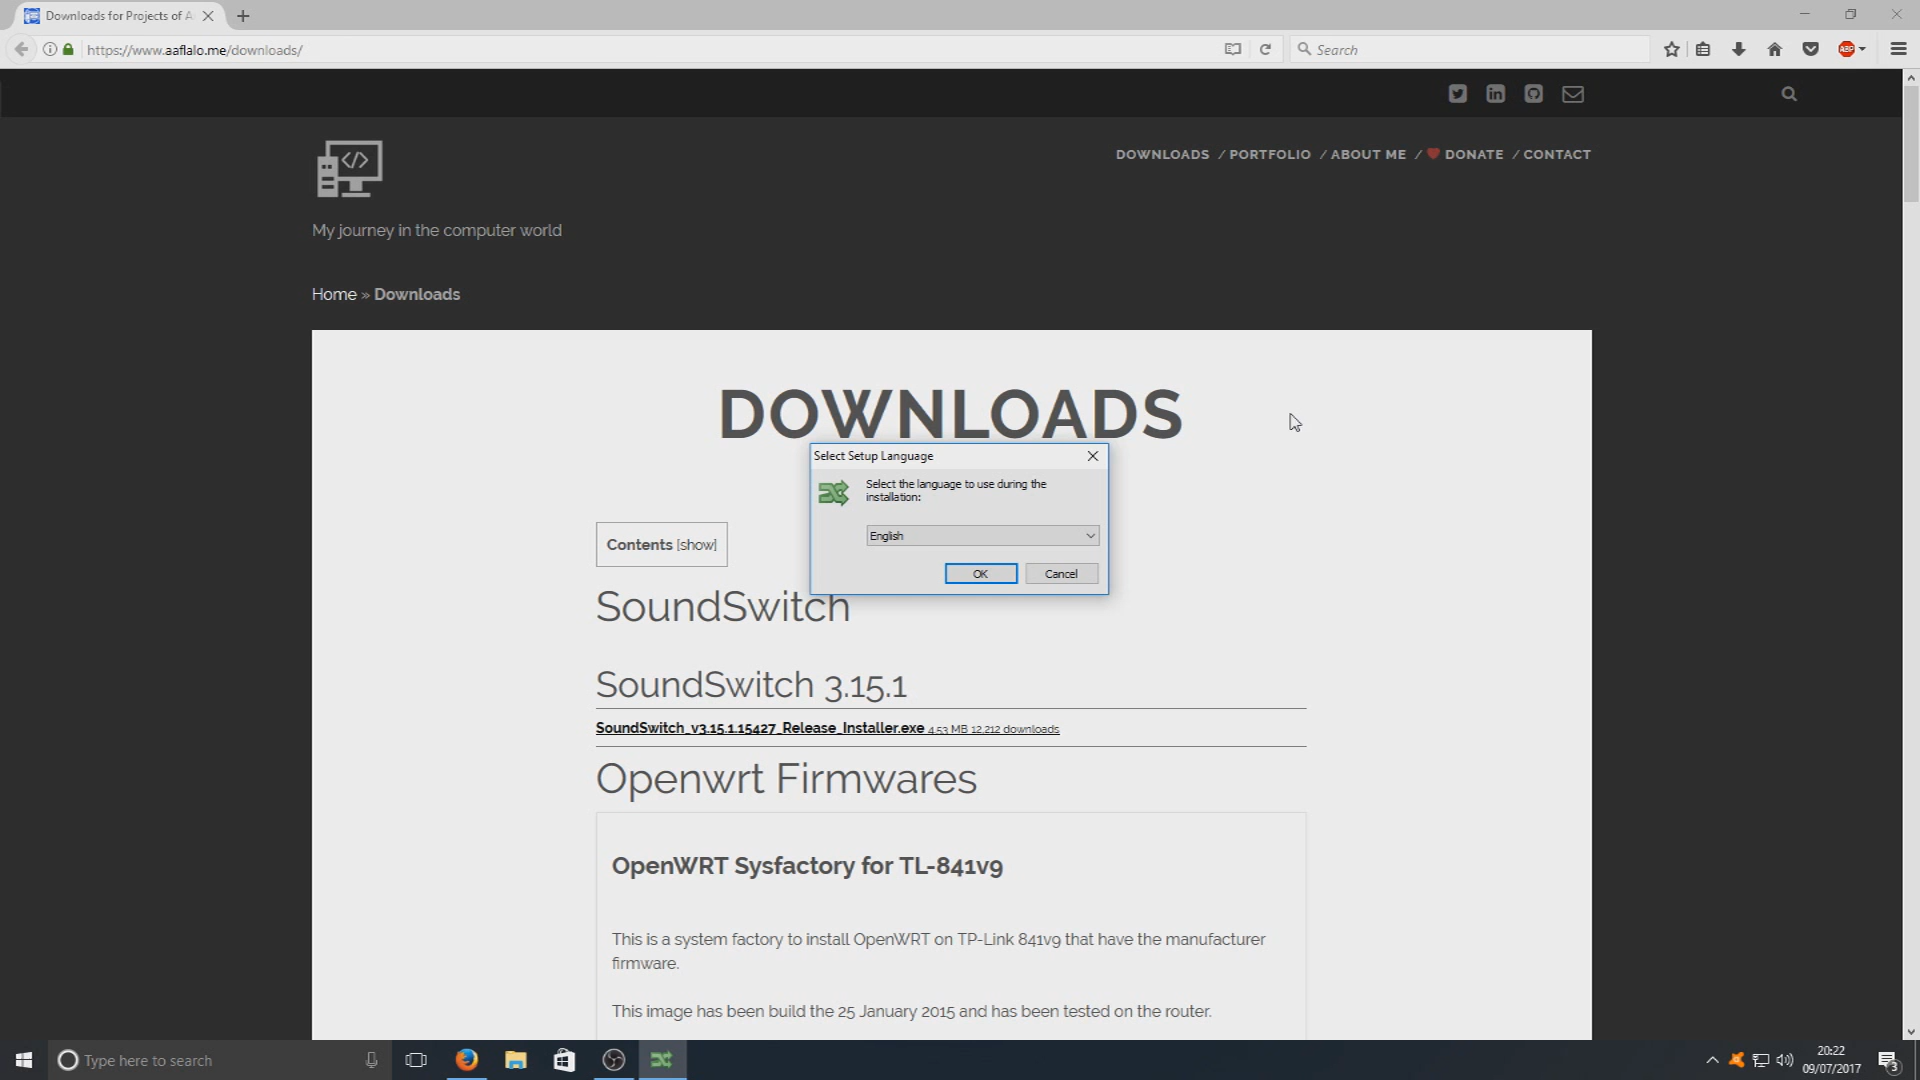 Downloads for Projects of A
https://www.aaflalo.me/downloads/
Search
ABP
DOWNLOADS / PORTFOLIO / ABOUT ME / DONATE / CONTACT
My journey in the computer world
Home » Downloads
DOWNLOADS
Select Setup Language
Select the language to use during the
installation:
English
OK
Cancel
Contents [show]
SoundSwitch
SoundSwitch 3.15.1
SoundSwitch_v3.15.1.15427_Release_Installer.exe 4.53 MB 12,212 downloads
Openwrt Firmwares
OpenWRT Sysfactory for TL-841v9
This is a system factory to install OpenWRT on TP-Link 841v9 that have the manufacturer
firmware.
This image has been build the 25 January 2015 and has been tested on the router.
Type here to search
20:22
09/07/2017
3